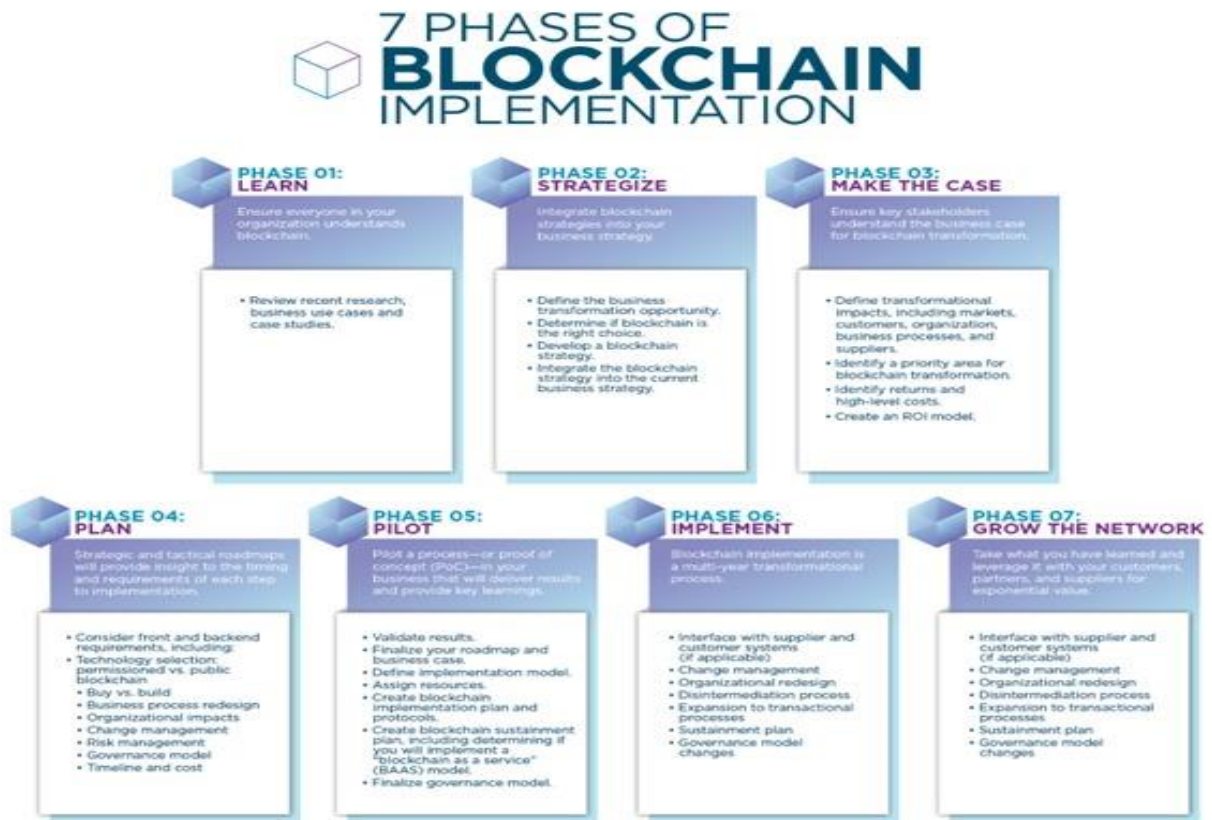 7 PHASES OF
BLOCKCHAIN
IMPLEMENTATION
PHASE 01:
LEARN
Ensure everyone in your
organization understands
blockchain.
• Review recent research,
business use cases and
case studies.
PHASE 02:
STRATEGIZE
Integrate blockchain
strategies into your
business strategy.
• Define the business
transformation opportunity.
• Determine if blockchain is
the right choice.
• Develop a blockchain
strategy.
• Integrate the blockchain
strategy into the current
business strategy.
PHASE 03:
MAKE THE CASE
Ensure key stakeholders
understand the business case
for blockchain transformation.
• Define transformational
impacts, including markets,
customers, organization,
business processes, and
suppliers.
• Identify a priority area for
blockchain transformation.
• Identify returns and
high-level costs.
• Create an ROI model.
PHASE 04:
PLAN
Strategic and tactical roadmaps
will provide insight to the timing
and requirements of each step
to implementation.
• Consider front and backend
requirements, including:
• Technology selection:
permissioned vs. public
blockchain
• Buy vs. build
• Business process redesign
• Organizational impacts
• Change management
• Risk management
• Governance model
• Timeline and cost
PHASE 05:
PILOT
Pilot a process—or proof of
concept (PoC)—in your
business that will deliver results
and provide key learnings.
• Validate results.
• Finalize your roadmap and
business case.
• Define implementation model.
• Assign resources.
• Create blockchain
implementation plan and
protocols.
• Create blockchain sustainment
plan, including determining if
you will implement a
"blockchain as a service"
(BAAS) model.
• Finalize governance model.
PHASE 06:
IMPLEMENT
Blockchain implementation is
a multi-year transformational
process.
• Interface with supplier and
customer systems
(if applicable)
• Change management
• Organizational redesign
• Disintermediation process
• Expansion to transactional
processes
• Sustainment plan
• Governance model
changes
PHASE 07:
GROW THE NETWORK
Take what you have learned and
leverage it with your customers,
partners, and suppliers for
exponential value.
• Interface with supplier and
customer systems
(if applicable)
• Change management
• Organizational redesign
• Disintermediation process
• Expansion to transactional
processes
• Sustainment plan
• Governance model
changes